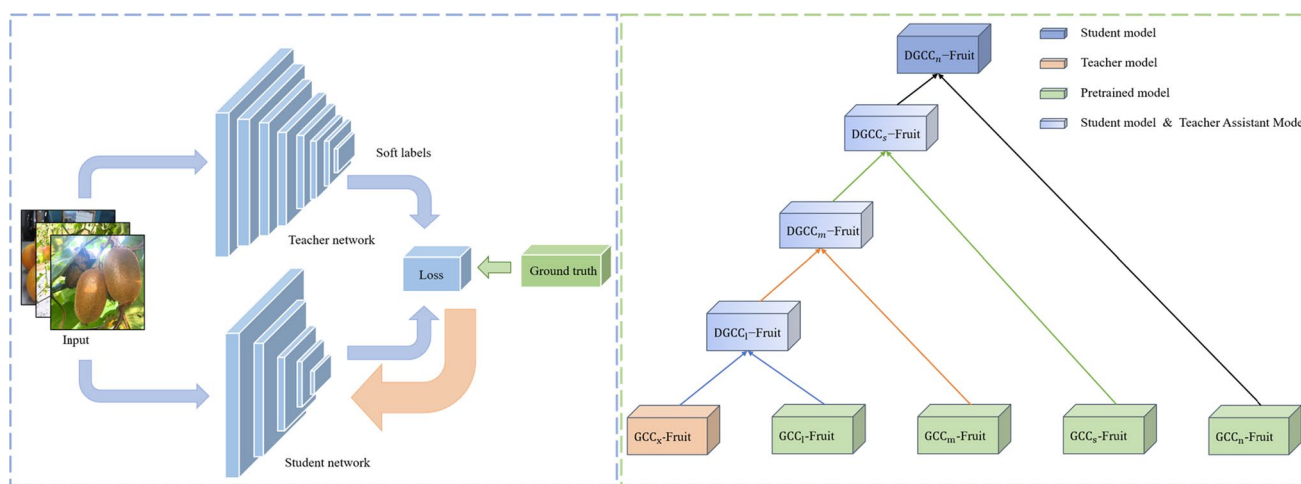 Soft labels
Teacher network
Loss
Ground truth
Input
Student network
Student model
Teacher model
Pretrained model
Student model & Teacher Assistant Mode
DGCCₙ−Fruit
DGCCₛ−Fruit
DGCCₘ−Fruit
DGCCₗ−Fruit
GCCₓ-Fruit
GCCₗ-Fruit
GCCₘ-Fruit
GCCₛ-Fruit
GCCₙ-Fruit